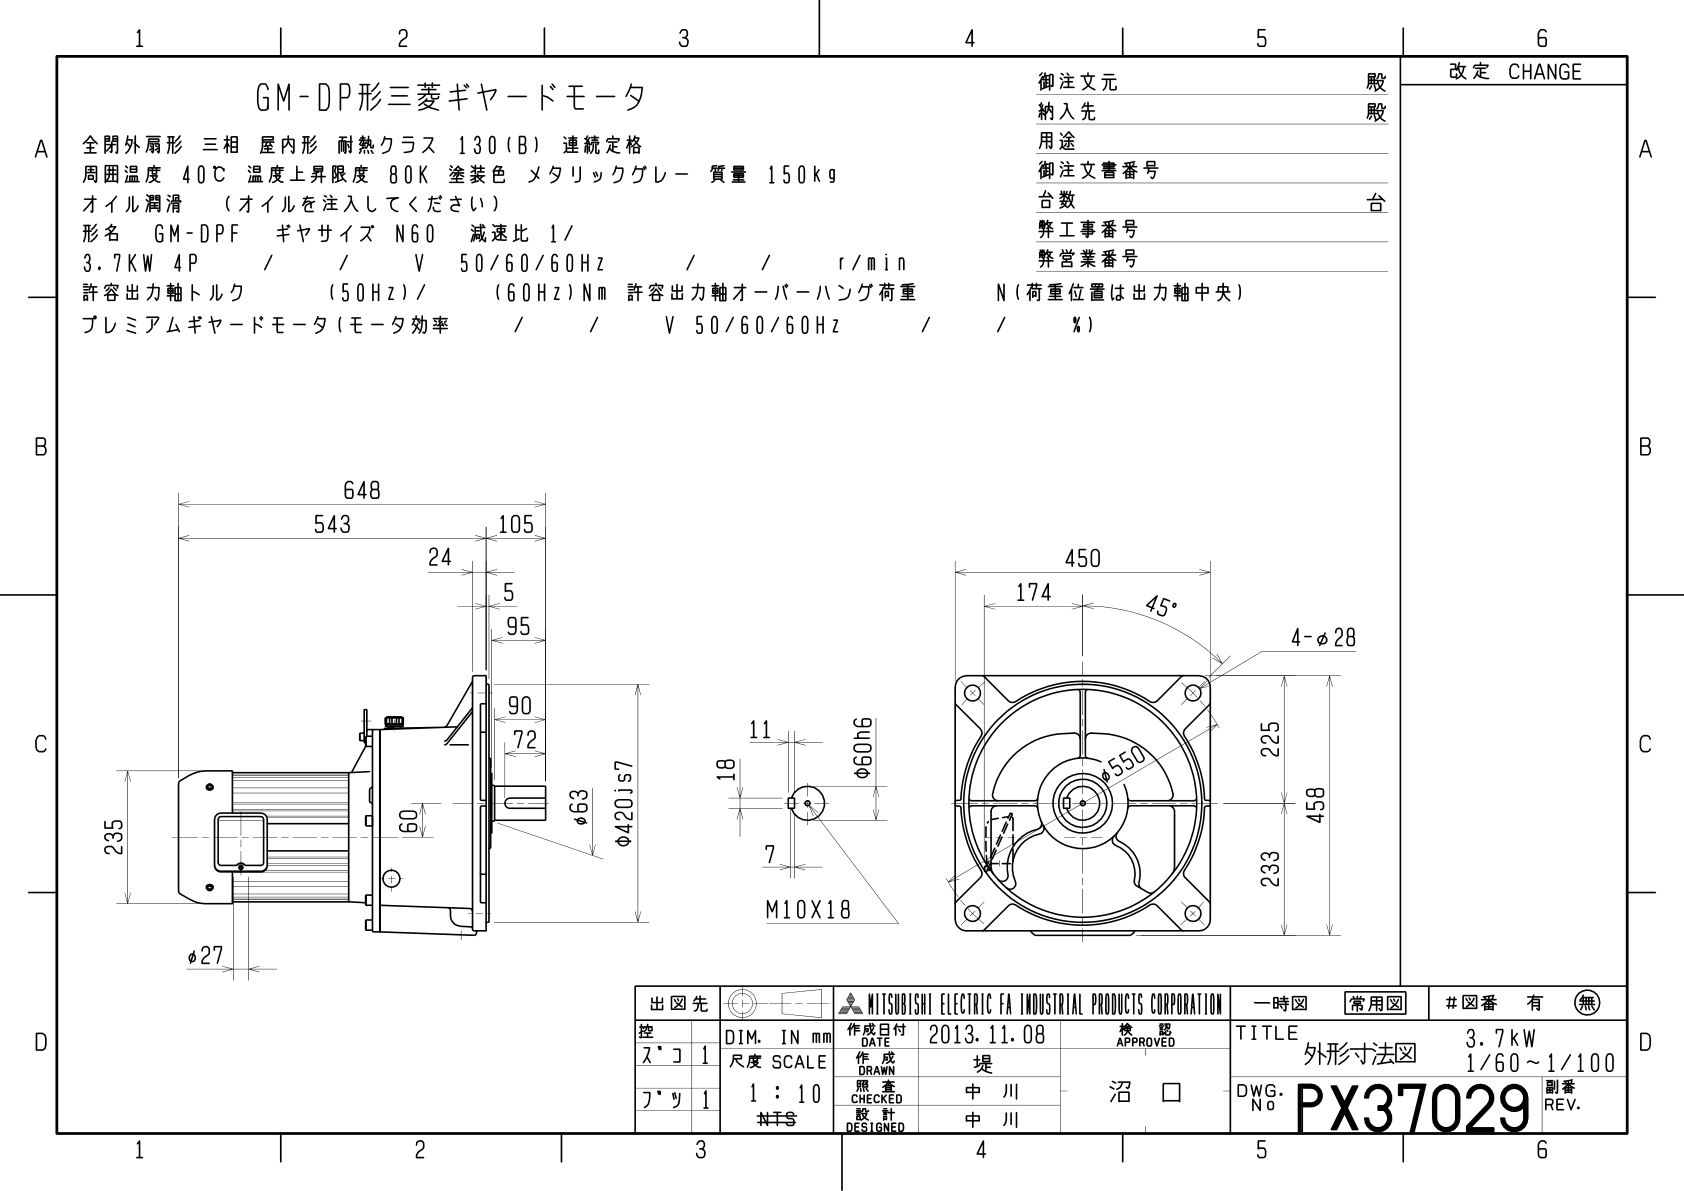 1 2 3 4 5 6
改定 CHANGE
GM-DP形三菱ギヤードモータ
全閉外扇形 三相 屋内形 耐熱クラス 130(B) 連続定格
周囲温度 40℃ 温度上昇限度 80K 塗装色 メタリックグレー 質量 150kg
オイル潤滑 (オイルを注入してください)
形名 GM-DPF ギヤサイズ N60 減速比 1/
3.7KW 4P / / V 50/60/60Hz / / r/min
許容出力軸トルク (50Hz)/ (60Hz)Nm 許容出力軸オーバーハング荷重 N(荷重位置は出力軸中央)
プレミアムギヤードモータ(モータ効率 / / V 50/60/60Hz / / %)
御注文元 殿
納入先 殿
用途
御注文書番号
台数 台
弊工事番号
弊営業番号
A A
B B
C C
D D
648
543 105
24
5
95
90
72
60
235
φ27
φ63
Φ420js7
11
18
7
Φ60h6
M10X18
450
174 45°
4-φ28
φ550
225
458
233
出図先
控
ズコ 1
ブツ 1
DIM. IN mm
尺度 SCALE
1 : 10
NTS
MITSUBISHI ELECTRIC FA INDUSTRIAL PRODUCTS CORPORATION
作成日付 DATE 2013.11.08
作成 DRAWN 堤
照査 CHECKED 中川
設計 DESIGNED 中川
検認 APPROVED
沼口
一時図 常用図 #図番 有 無
TITLE 外形寸法図
3.7kW
1/60~1/100
DWG. No PX37029
副番 REV.
1 2 3 4 5 6